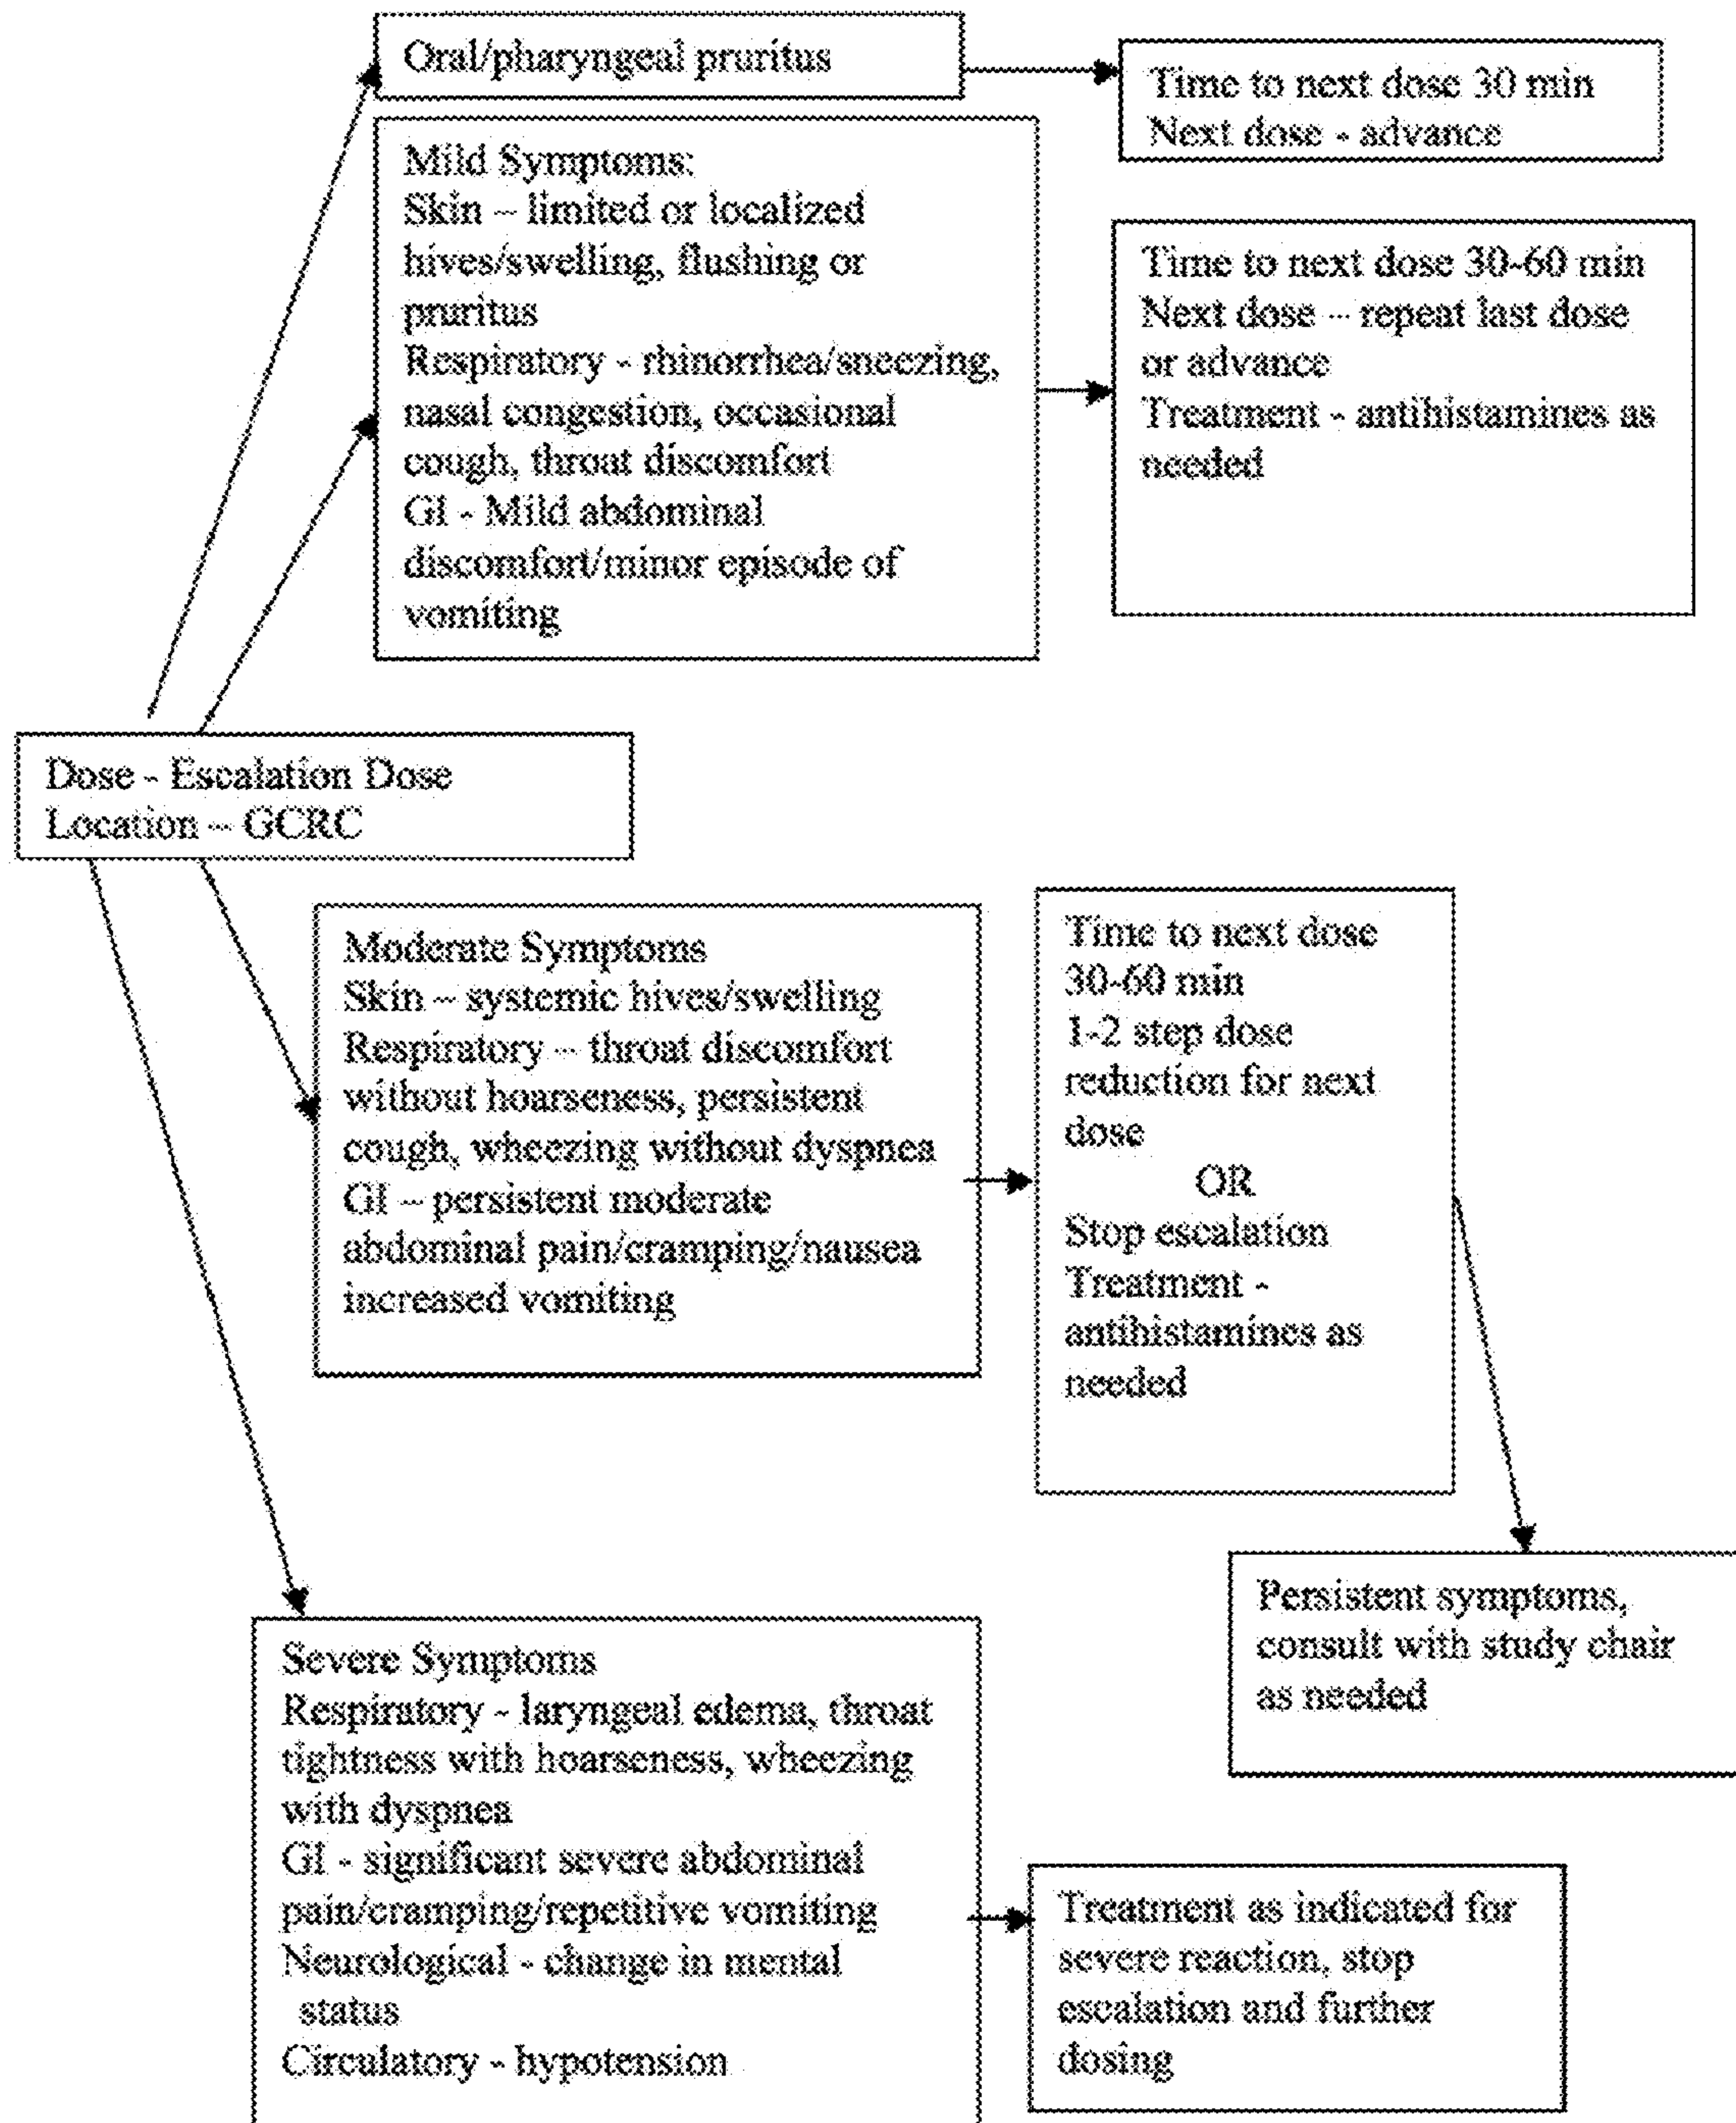 Oral/pharyngeal pruritus
Time to next dose 30 min
Next dose - advance
Mild Symptoms:
Skin – limited or localized
hives/swelling, flushing or
pruritus
Respiratory - rhinorrhea/sneezing,
nasal congestion, occasional
cough, throat discomfort
GI - Mild abdominal
discomfort/minor episode of
vomiting
Time to next dose 30-60 min
Next dose – repeat last dose
or advance
Treatment - antihistamines as
needed
Dose - Escalation Dose
Location – GCRC
Moderate Symptoms
Skin – systemic hives/swelling
Respiratory – throat discomfort
without hoarseness, persistent
cough, wheezing without dyspnea
GI – persistent moderate
abdominal pain/cramping/nausea
increased vomiting
Time to next dose
30-60 min
1-2 step dose
reduction for next
dose
OR
Stop escalation
Treatment -
antihistamines as
needed
Persistent symptoms,
consult with study chair
as needed
Severe Symptoms
Respiratory - laryngeal edema, throat
tightness with hoarseness, wheezing
with dyspnea
GI - significant severe abdominal
pain/cramping/repetitive vomiting
Neurological - change in mental
status
Circulatory - hypotension
Treatment as indicated for
severe reaction, stop
escalation and further
dosing